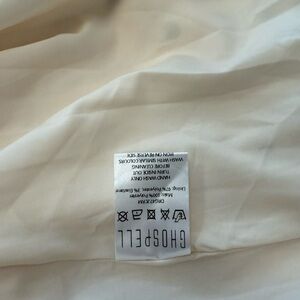 GHOSPELL
Main: 100% Polyester
Lining: 97% Polyester, 3% Elastane
HAND WASH ONLY
TURN INSIDE OUT
BEFORE CLEANING
WASH WITH SIMILAR COLOURS
IRON ON REVERSE SIDE